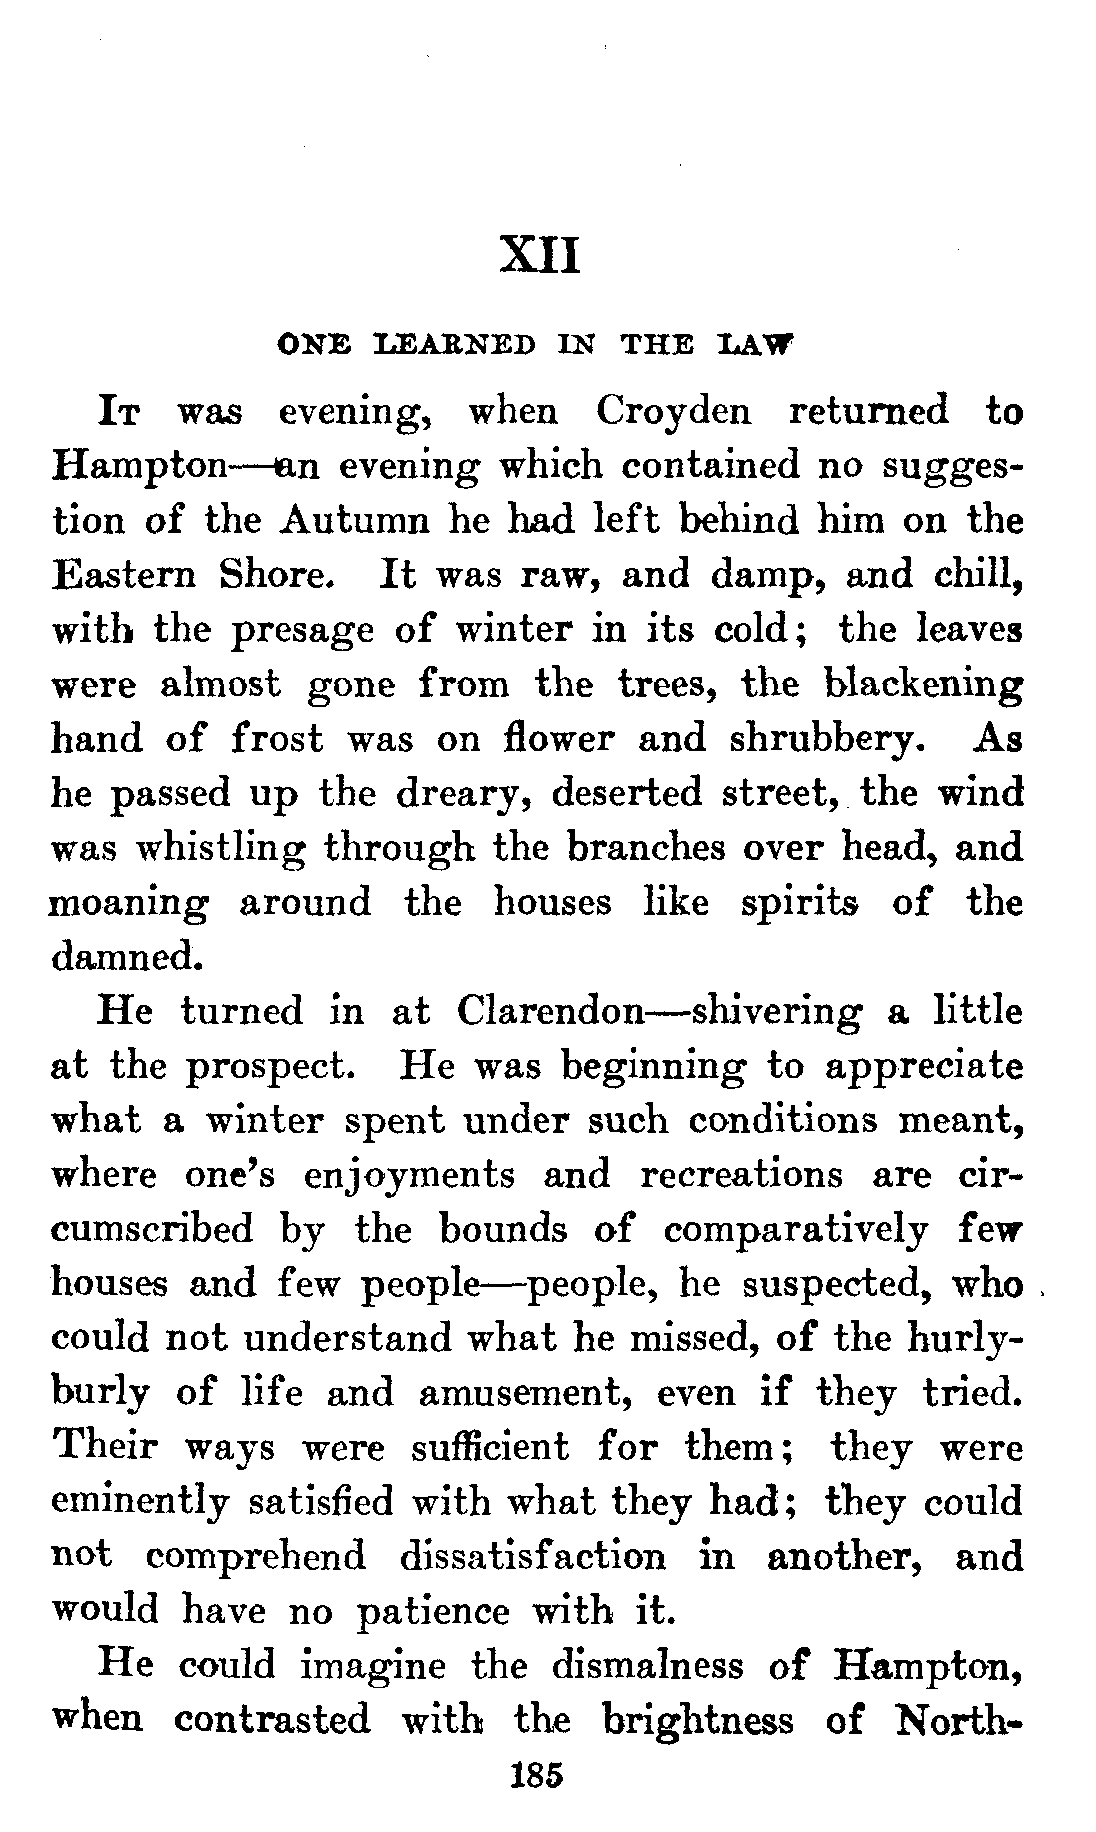 XII
ONE LEARNED IN THE LAW
It was evening, when Croyden returned to
Hampton—an evening which contained no sugges-
tion of the Autumn he had left behind him on the
Eastern Shore. It was raw, and damp, and chill,
with the presage of winter in its cold; the leaves
were almost gone from the trees, the blackening
hand of frost was on flower and shrubbery. As
he passed up the dreary, deserted street, the wind
was whistling through the branches over head, and
moaning around the houses like spirits of the
damned.
He turned in at Clarendon—shivering a little
at the prospect. He was beginning to appreciate
what a winter spent under such conditions meant,
where one's enjoyments and recreations are cir-
cumscribed by the bounds of comparatively few
houses and few people—people, he suspected, who
could not understand what he missed, of the hurly-
burly of life and amusement, even if they tried.
Their ways were sufficient for them; they were
eminently satisfied with what they had; they could
not comprehend dissatisfaction in another, and
would have no patience with it.
He could imagine the dismalness of Hampton,
when contrasted with the brightness of North-
185